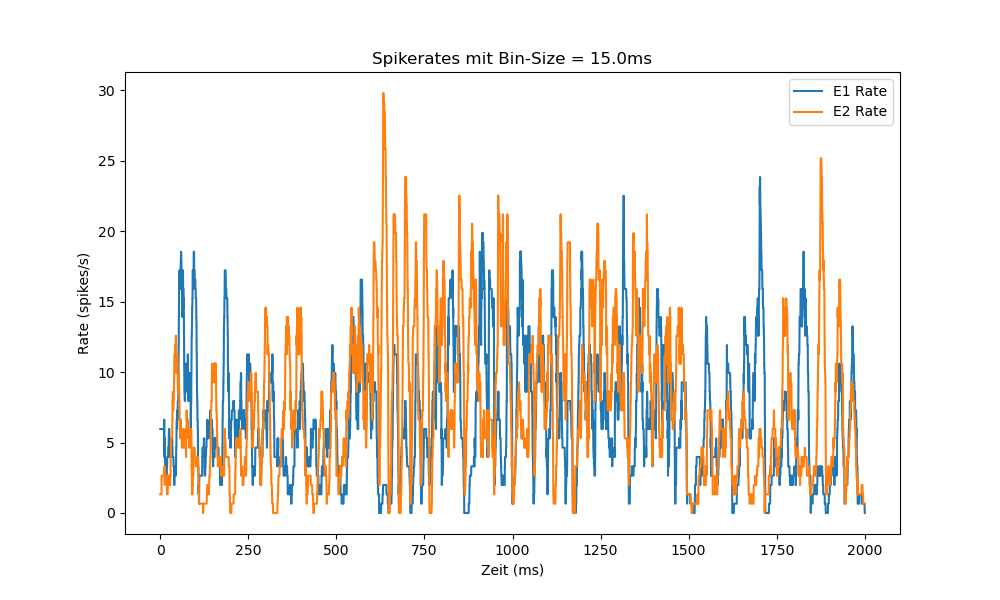 Spikerates mit Bin-Size = 15.0ms
E1 Rate
E2 Rate
30
25
20
15
10
5
0
Rate (spikes/s)
0 250 500 750 1000 1250 1500 1750 2000
Zeit (ms)